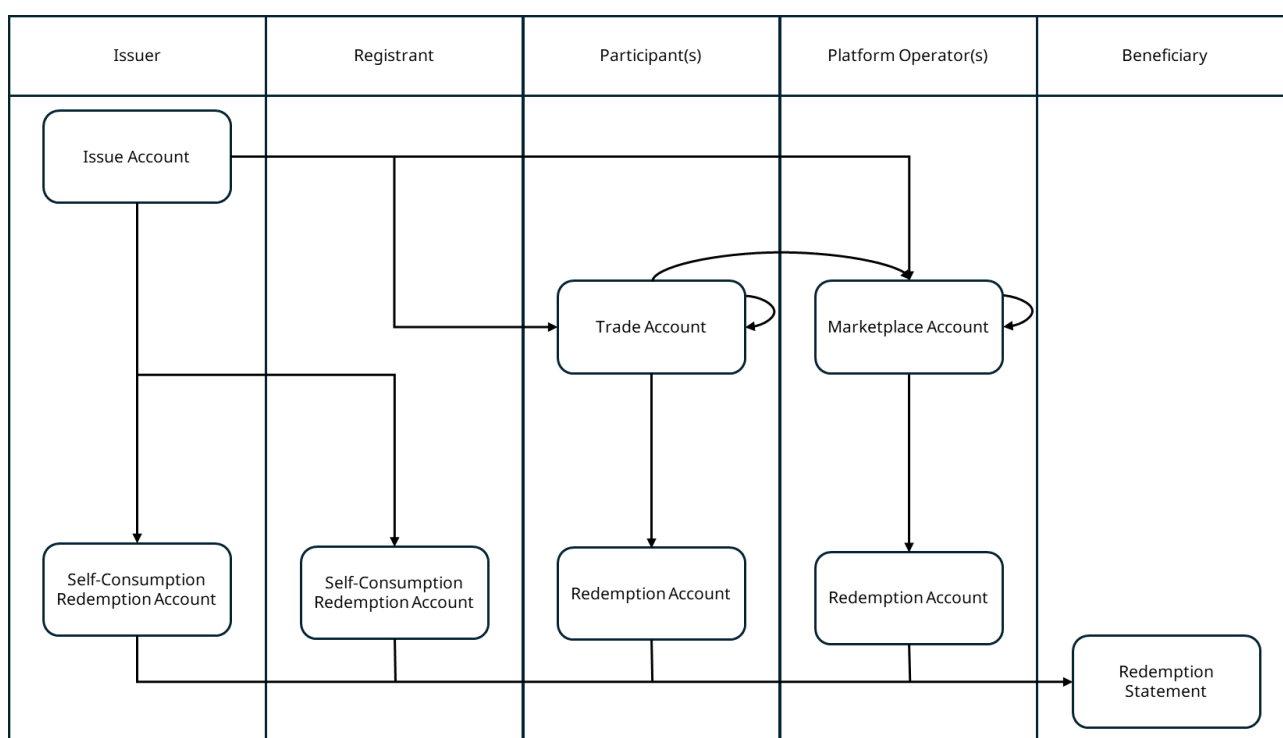 Issuer
Registrant
Participant(s)
Platform Operator(s)
Beneficiary
Issue Account
Trade Account
Marketplace Account
Self-Consumption
Redemption Account
Self-Consumption
Redemption Account
Redemption Account
Redemption Account
Redemption
Statement